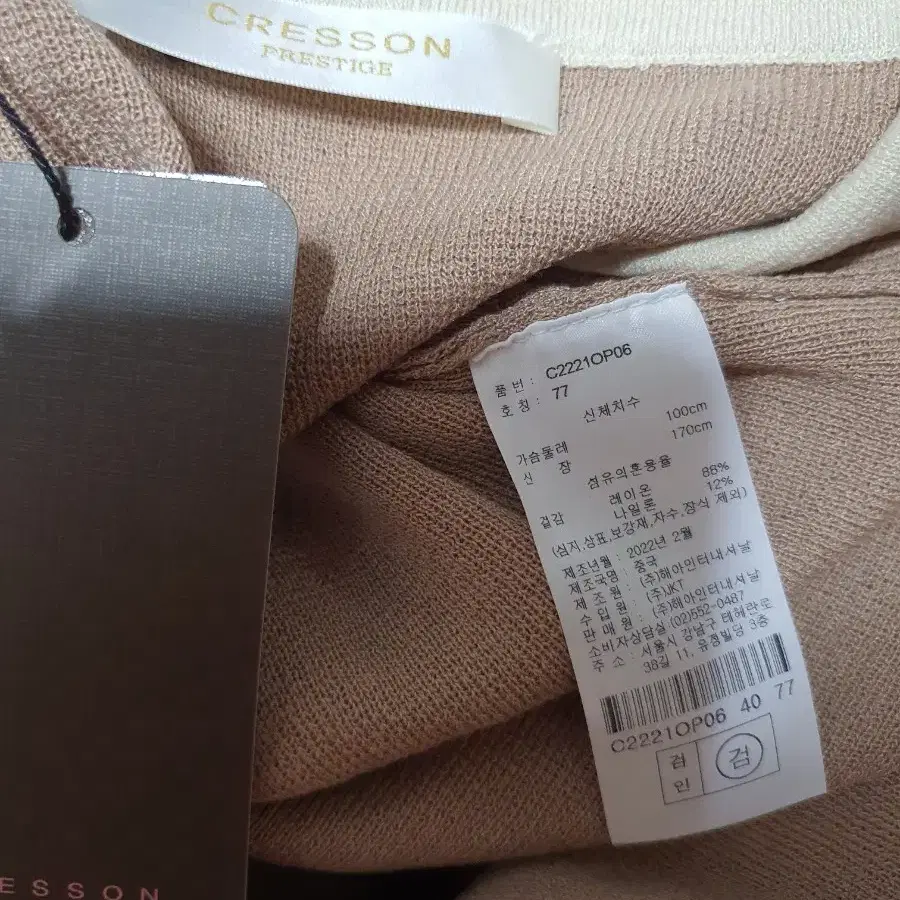 CRESSON
PRESTIGE
품 번 : C2221OP06
호 칭 : 77
신체치수
가슴둘레 100cm
신 장 170cm
섬유의혼용율
겉감 레이온 88%
나일론 12%
(심지,상표,보강재,자수,장식 제외)
제조년월 : 2022년 2월
제조국명 : 중국
제 조 원 : (주)해아인터내셔날
수 입 원 : (주)JKT
판 매 원 : (주)해아인터내셔날
소비자상담실 (02)552-0487
주 소 : 서울시 강남구 테헤란로
38길 11, 유정빌딩 3층
C2221OP06 40 77
검
인
검
ESSON